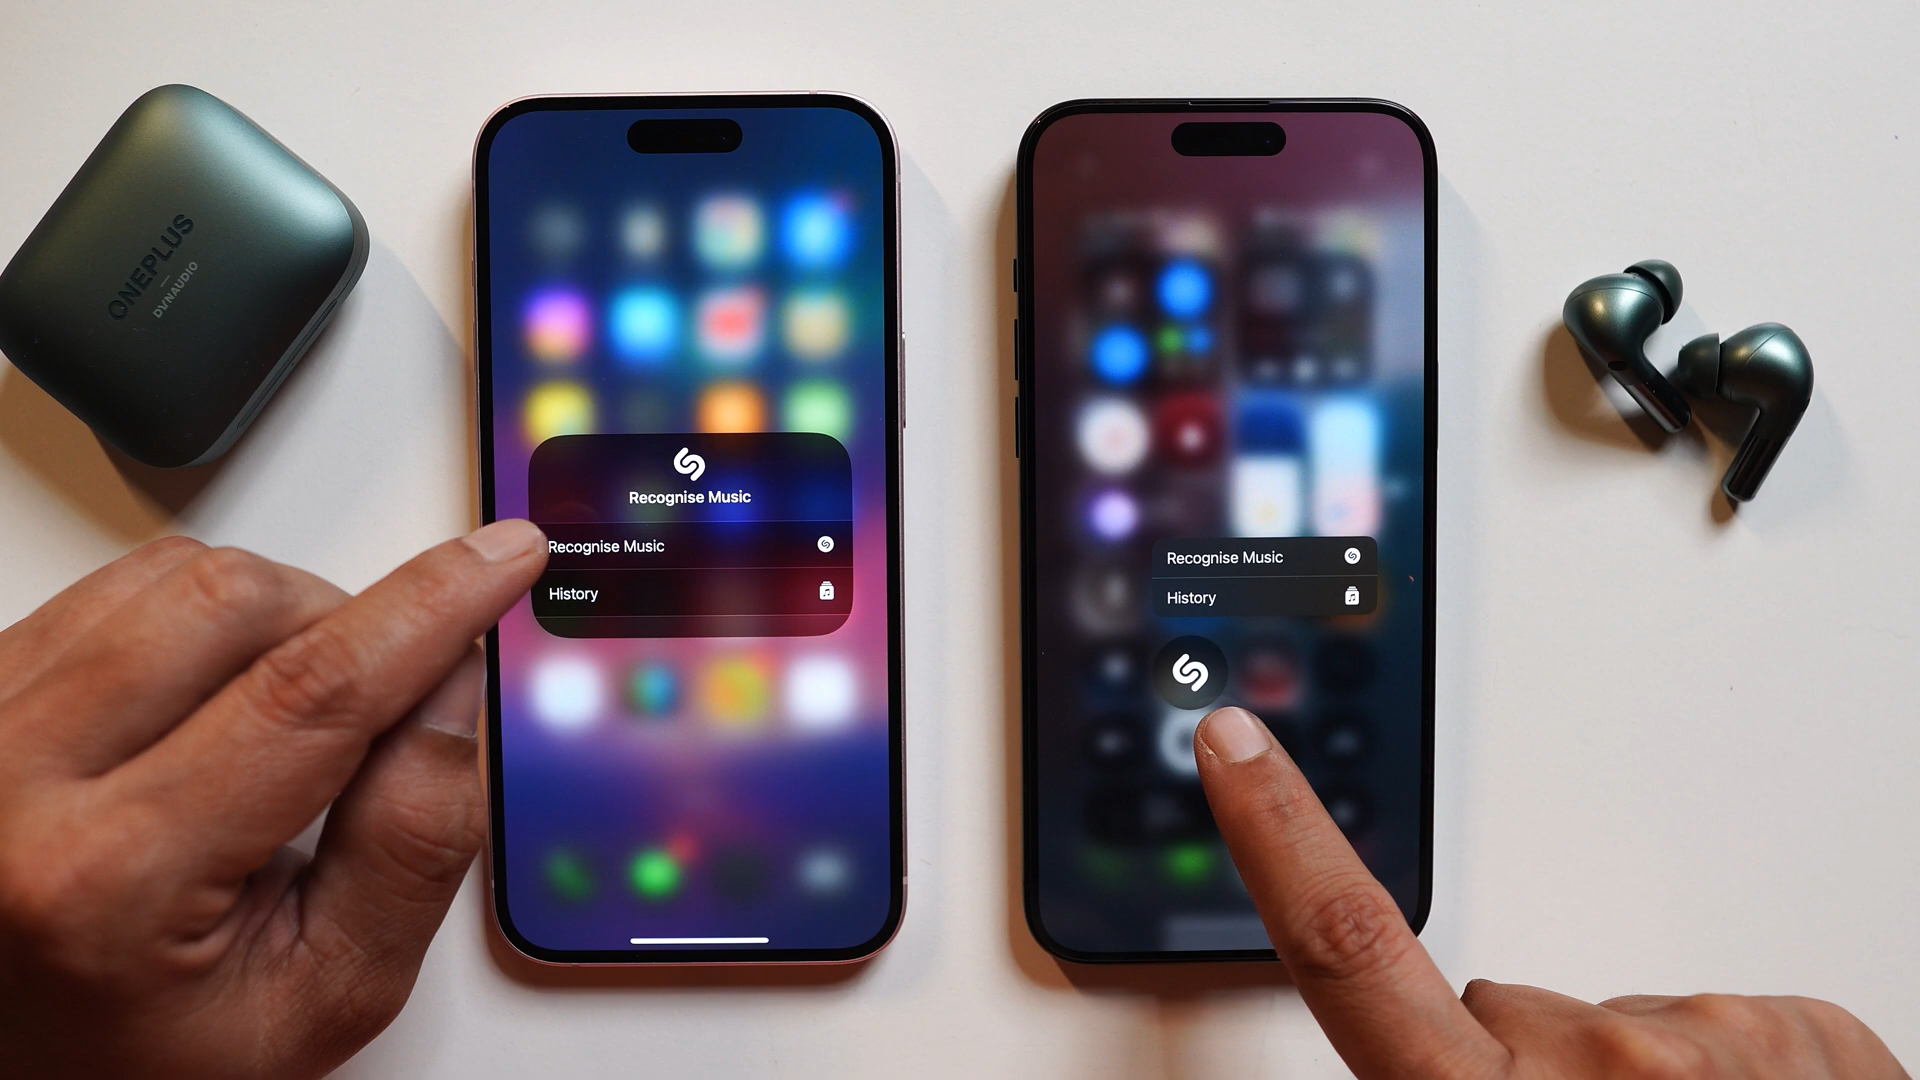 ONEPLUS
DYNAUDIO
Recognise Music
Recognise Music
History
Recognise Music
History